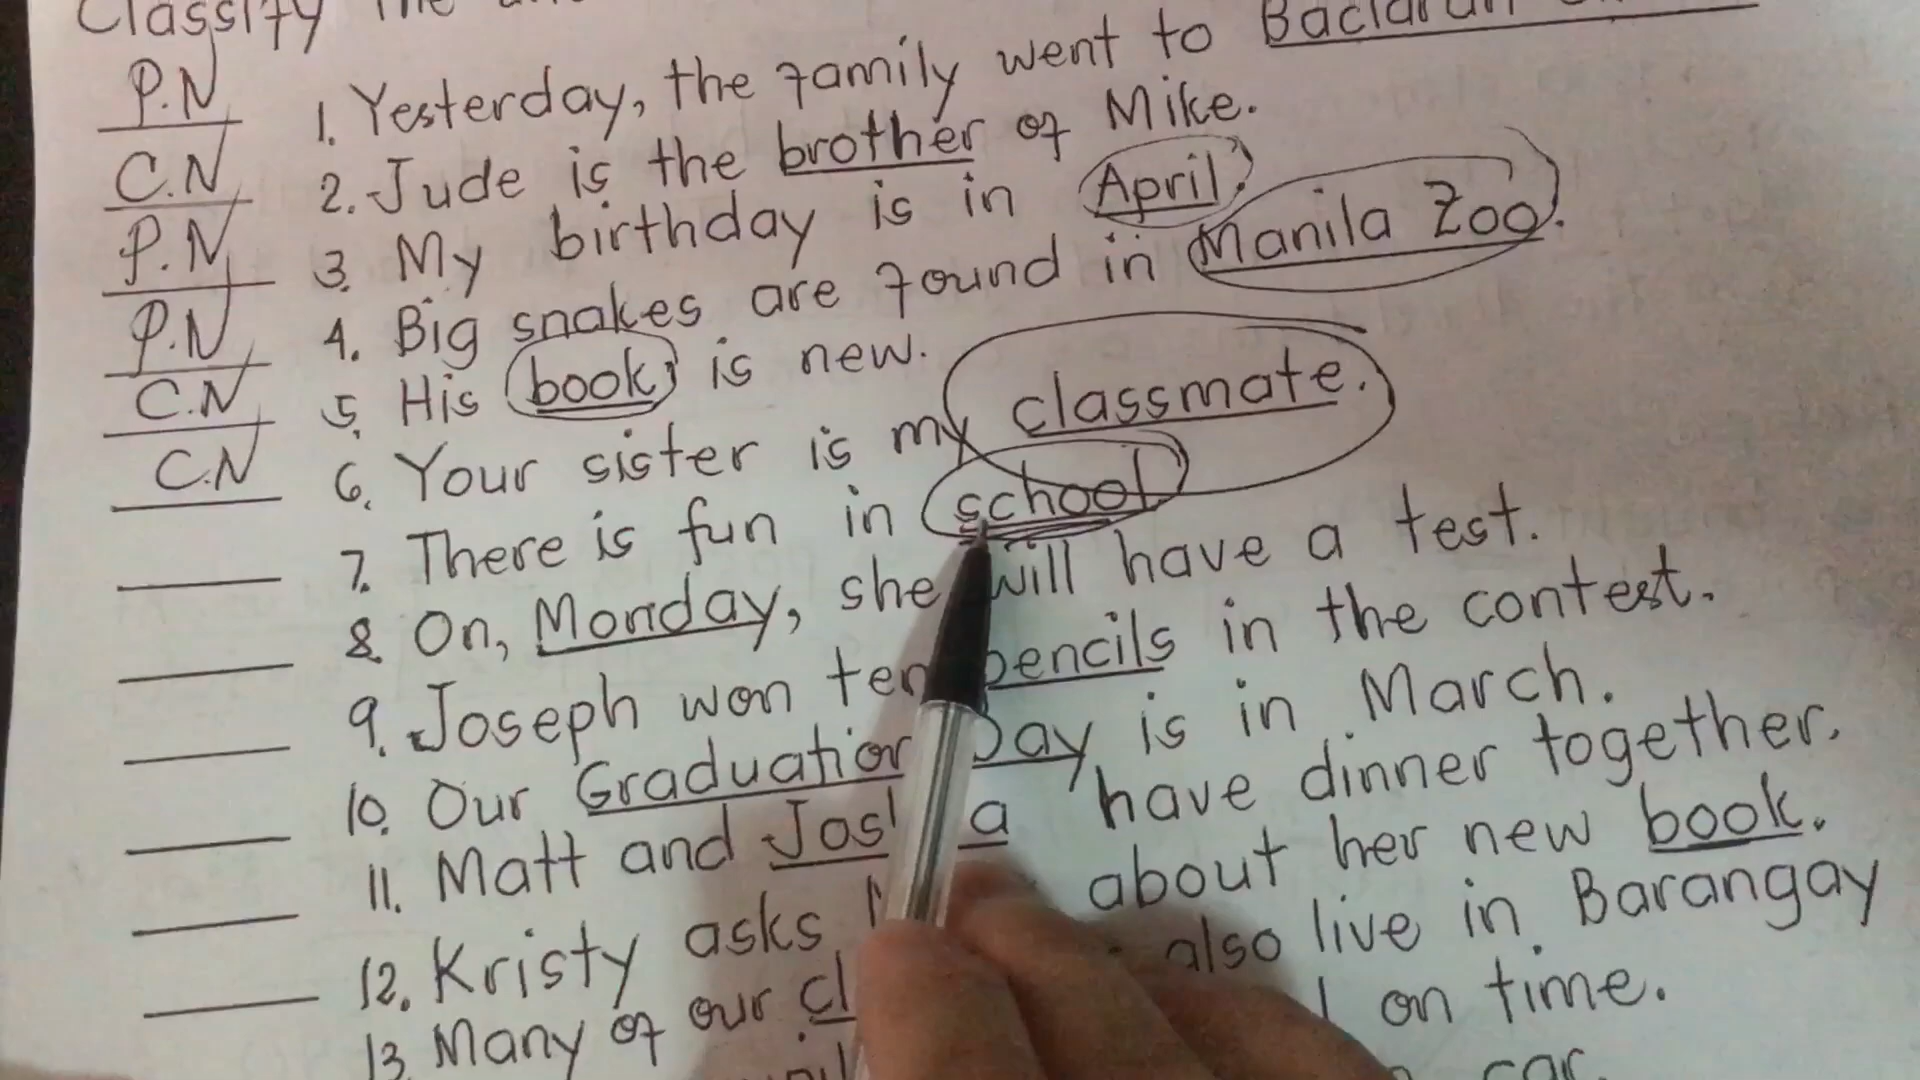 Classify the
P.N 1. Yesterday, the family went to Baclaran
C.N 2. Jude is the brother of Mike.
P.N 3. My birthday is in April.
P.N 4. Big snakes are found in Manila Zoo.
C.N 5. His book is new.
C.N 6. Your sister is my classmate.
7. There is fun in school
8. On, Monday, she will have a test.
9. Joseph won ten pencils in the contest.
10. Our Graduation Day is in March.
11. Matt and have dinner together.
12. Kristy asks about her new book.
13. Many of our also live in Barangay
on time.
car.